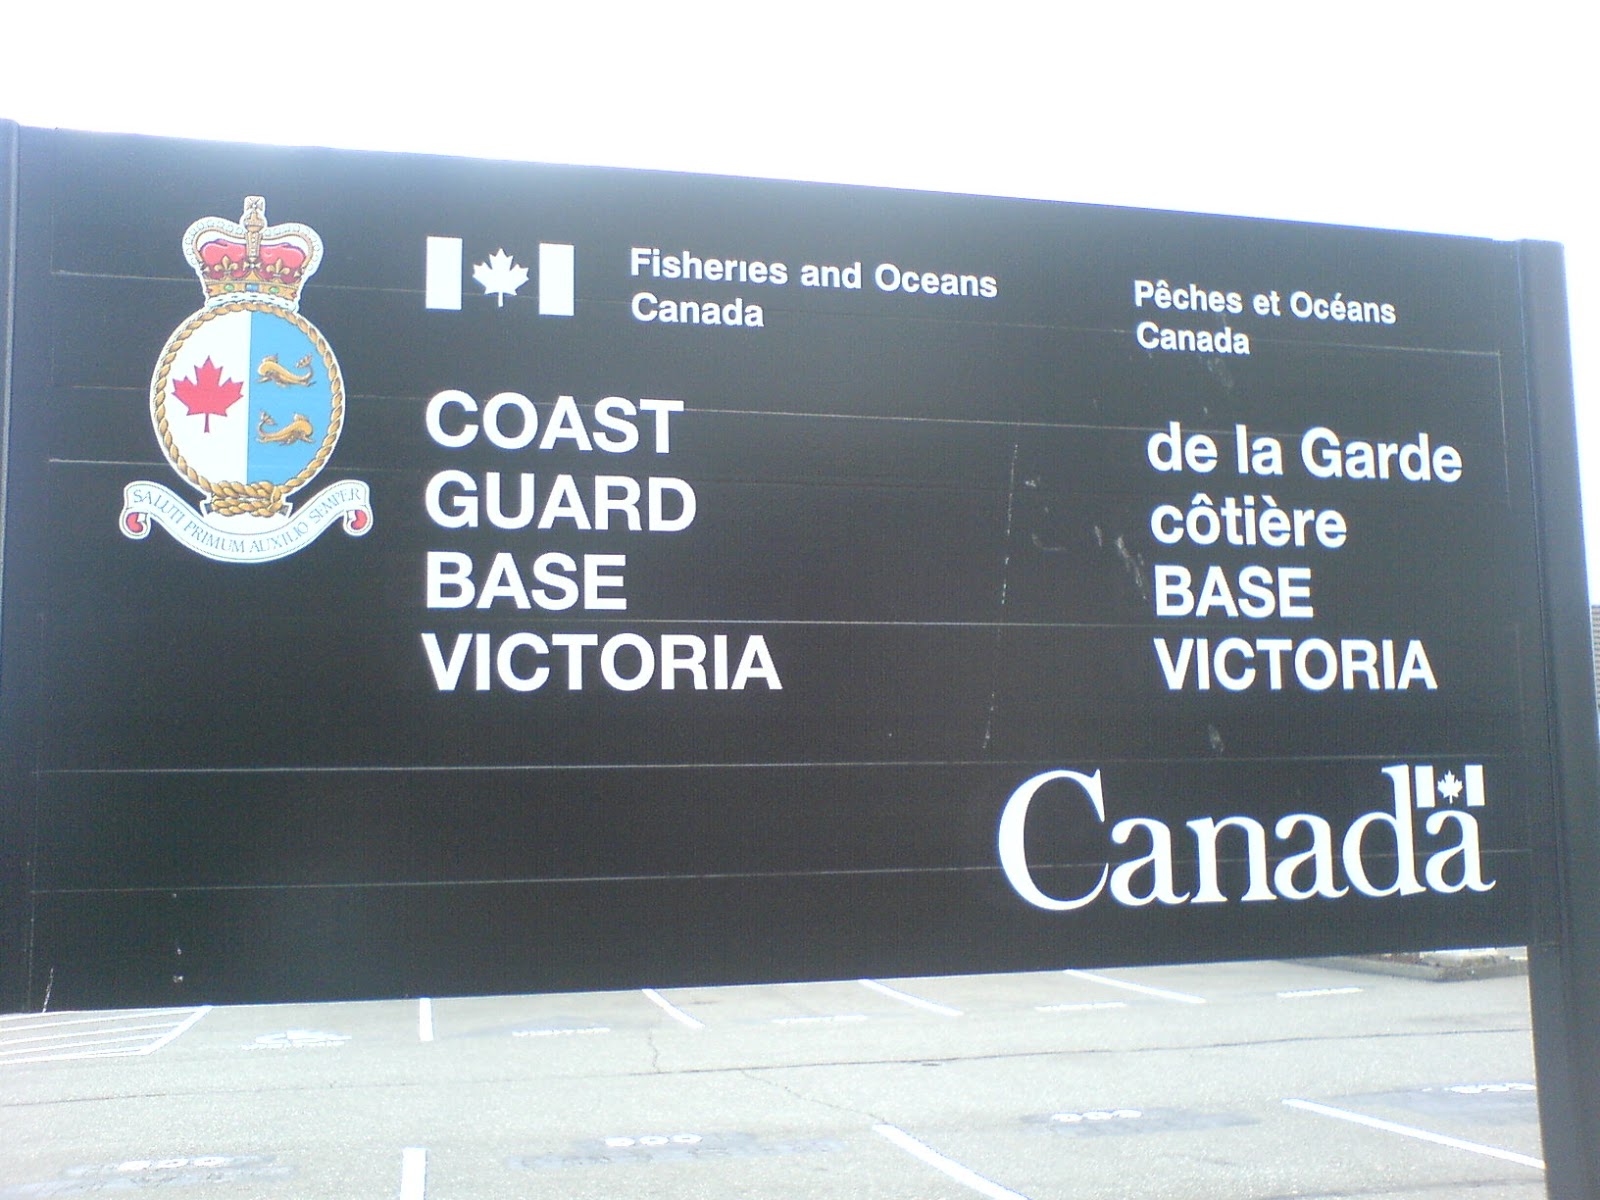 SALUTI PRIMUM AUXILIO SEMPER
Fisheries and Oceans
Canada
COAST
GUARD
BASE
VICTORIA
Pêches et Océans
Canada
de la Garde
côtière
BASE
VICTORIA
Canada